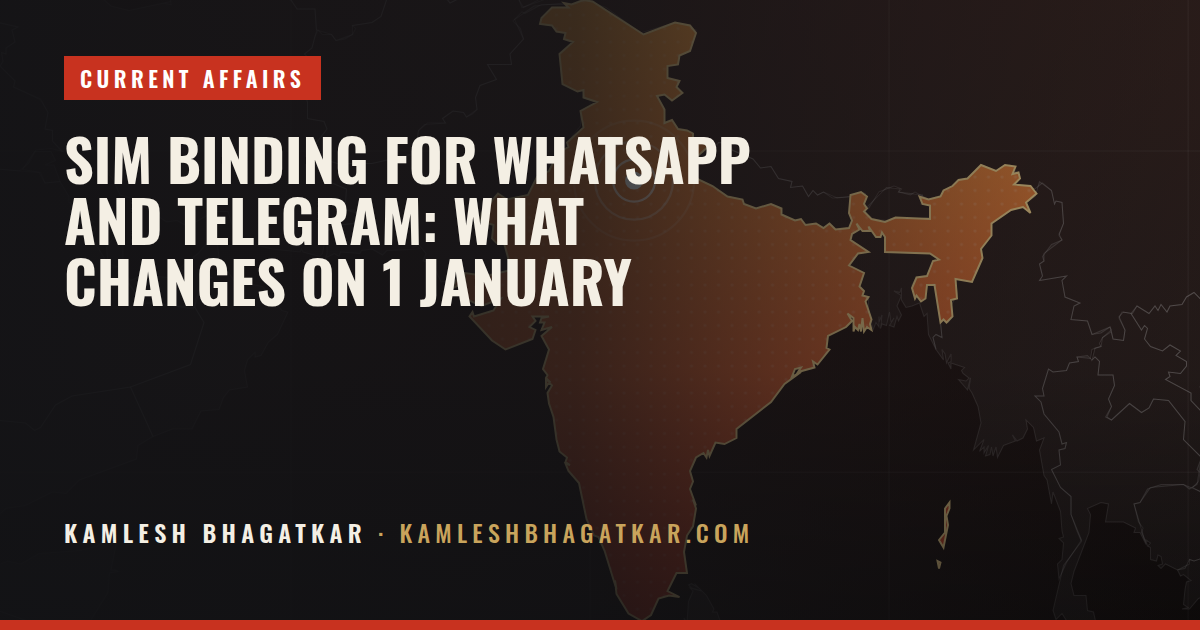 CURRENT AFFAIRS
SIM BINDING FOR WHATSAPP
AND TELEGRAM: WHAT
CHANGES ON 1 JANUARY
KAMLESH BHAGATKAR · KAMLESHBHAGATKAR.COM